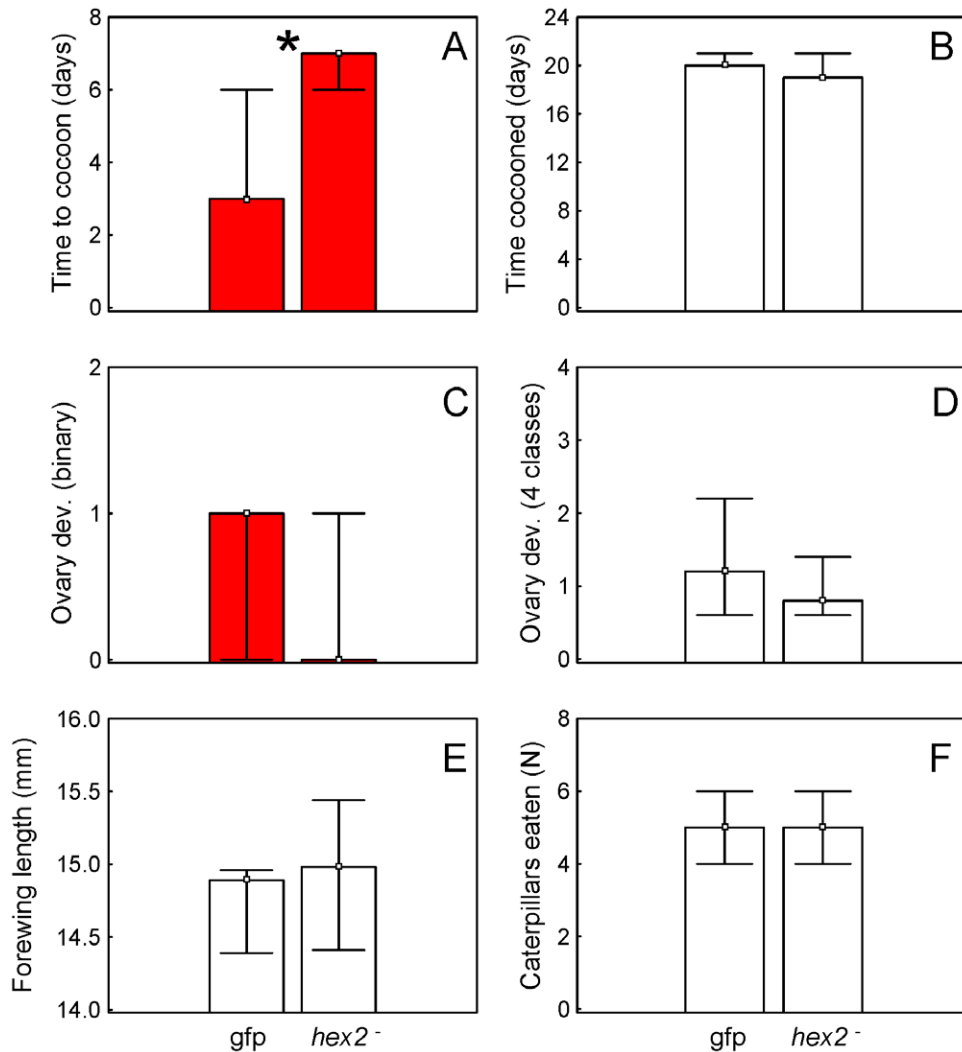 A
Time to cocoon (days)
8
6
4
2
0
*
B
Time cocooned (days)
24
20
16
12
8
4
0
C
Ovary dev. (binary)
2
1
0
D
Ovary dev. (4 classes)
4
3
2
1
0
E
Forewing length (mm)
16.0
15.5
15.0
14.5
14.0
gfp hex2 -
F
Caterpillars eaten (N)
8
6
4
2
0
gfp hex2 -